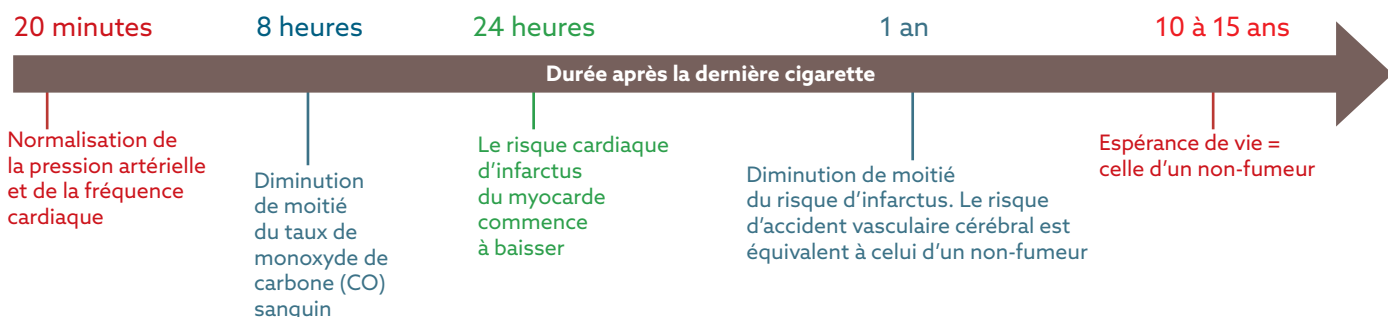 20 minutes
8 heures
24 heures
1 an
10 à 15 ans
Durée après la dernière cigarette
Normalisation de
la pression artérielle
et de la fréquence
cardiaque
Diminution
de moitié
du taux de
monoxyde de
carbone (CO)
sanguin
Le risque cardiaque
d’infarctus
du myocarde
commence
à baisser
Diminution de moitié
du risque d’infarctus. Le risque
d’accident vasculaire cérébral est
équivalent à celui d’un non-fumeur
Espérance de vie =
celle d’un non-fumeur